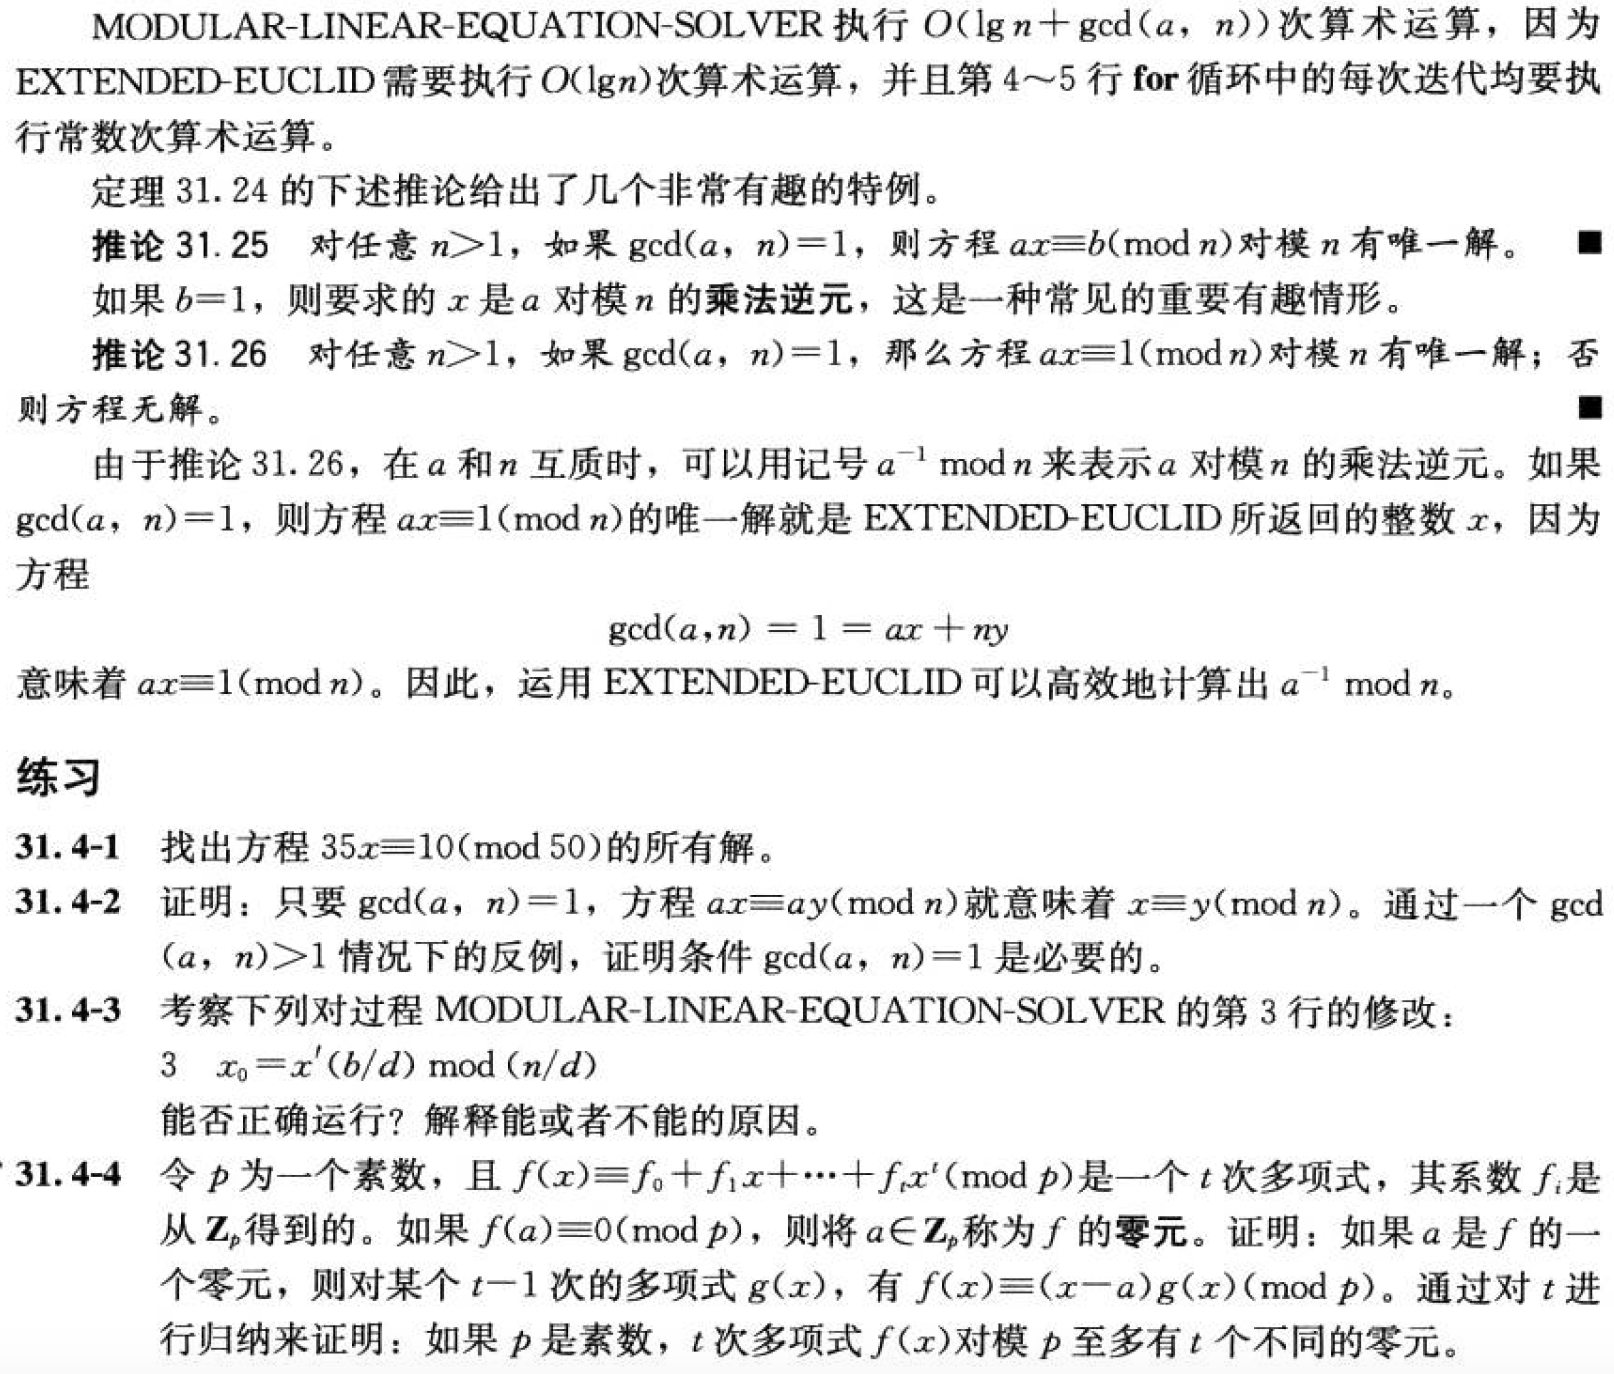 MODULAR-LINEAR-EQUATION-SOLVER 执行 O(lg n+gcd(a, n))次算术运算，因为
EXTENDED-EUCLID 需要执行 O(lgn)次算术运算，并且第 4～5 行 for 循环中的每次迭代均要执
行常数次算术运算。
定理 31.24 的下述推论给出了几个非常有趣的特例。
推论 31.25 对任意 n>1，如果 gcd(a, n)=1，则方程 ax≡b(mod n)对模 n 有唯一解。 ■
如果 b=1，则要求的 x 是 a 对模 n 的乘法逆元，这是一种常见的重要有趣情形。
推论 31.26 对任意 n>1，如果 gcd(a, n)=1，那么方程 ax≡1(mod n)对模 n 有唯一解；否
则方程无解。 ■
由于推论 31.26，在 a 和 n 互质时，可以用记号 a⁻¹ mod n 来表示 a 对模 n 的乘法逆元。如果
gcd(a, n)=1，则方程 ax≡1(mod n)的唯一解就是 EXTENDED-EUCLID 所返回的整数 x，因为
方程
gcd(a,n) = 1 = ax + ny
意味着 ax≡1(mod n)。因此，运用 EXTENDED-EUCLID 可以高效地计算出 a⁻¹ mod n。
练习
31.4-1 找出方程 35x≡10(mod 50)的所有解。
31.4-2 证明：只要 gcd(a, n)=1，方程 ax≡ay(mod n)就意味着 x≡y(mod n)。通过一个 gcd
(a, n)>1 情况下的反例，证明条件 gcd(a, n)=1 是必要的。
31.4-3 考察下列对过程 MODULAR-LINEAR-EQUATION-SOLVER 的第 3 行的修改：
3 x₀=x′(b/d) mod (n/d)
能否正确运行？解释能或者不能的原因。
31.4-4 令 p 为一个素数，且 f(x)≡f₀+f₁x+⋯+fₜxᵗ(mod p)是一个 t 次多项式，其系数 fᵢ是
从 Zₚ得到的。如果 f(a)≡0(mod p)，则将 a∈Zₚ称为 f 的零元。证明：如果 a 是 f 的一
个零元，则对某个 t−1 次的多项式 g(x)，有 f(x)≡(x−a)g(x)(mod p)。通过对 t 进
行归纳来证明：如果 p 是素数，t 次多项式 f(x)对模 p 至多有 t 个不同的零元。